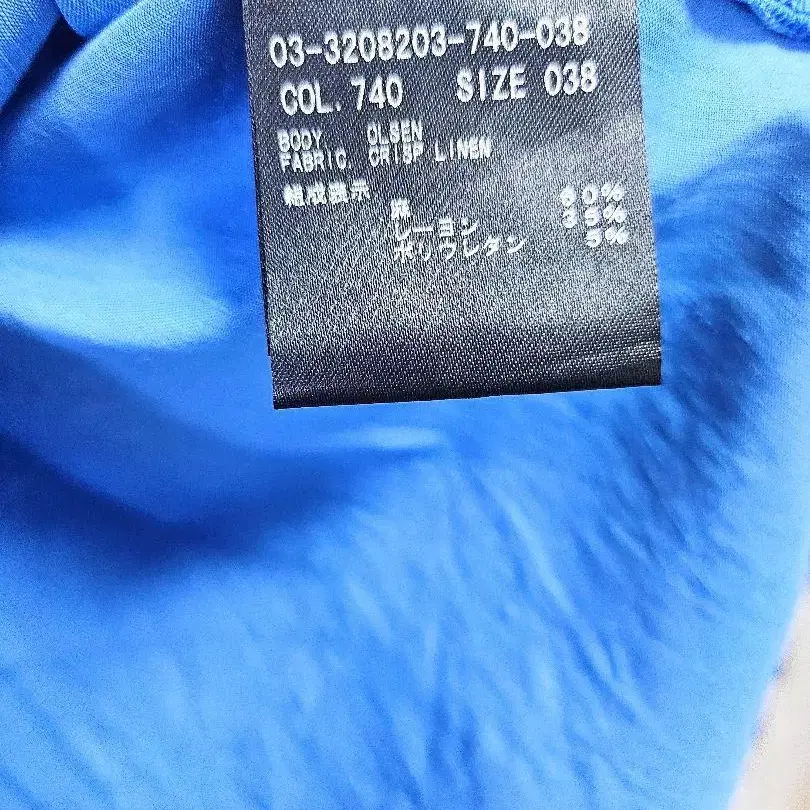 03-3208203-740-038
COL. 740 SIZE 038
BODY OLSEN
FABRIC CRISP LINEN
組成表示
麻 60%
レーヨン 35%
ポリウレタン 5%